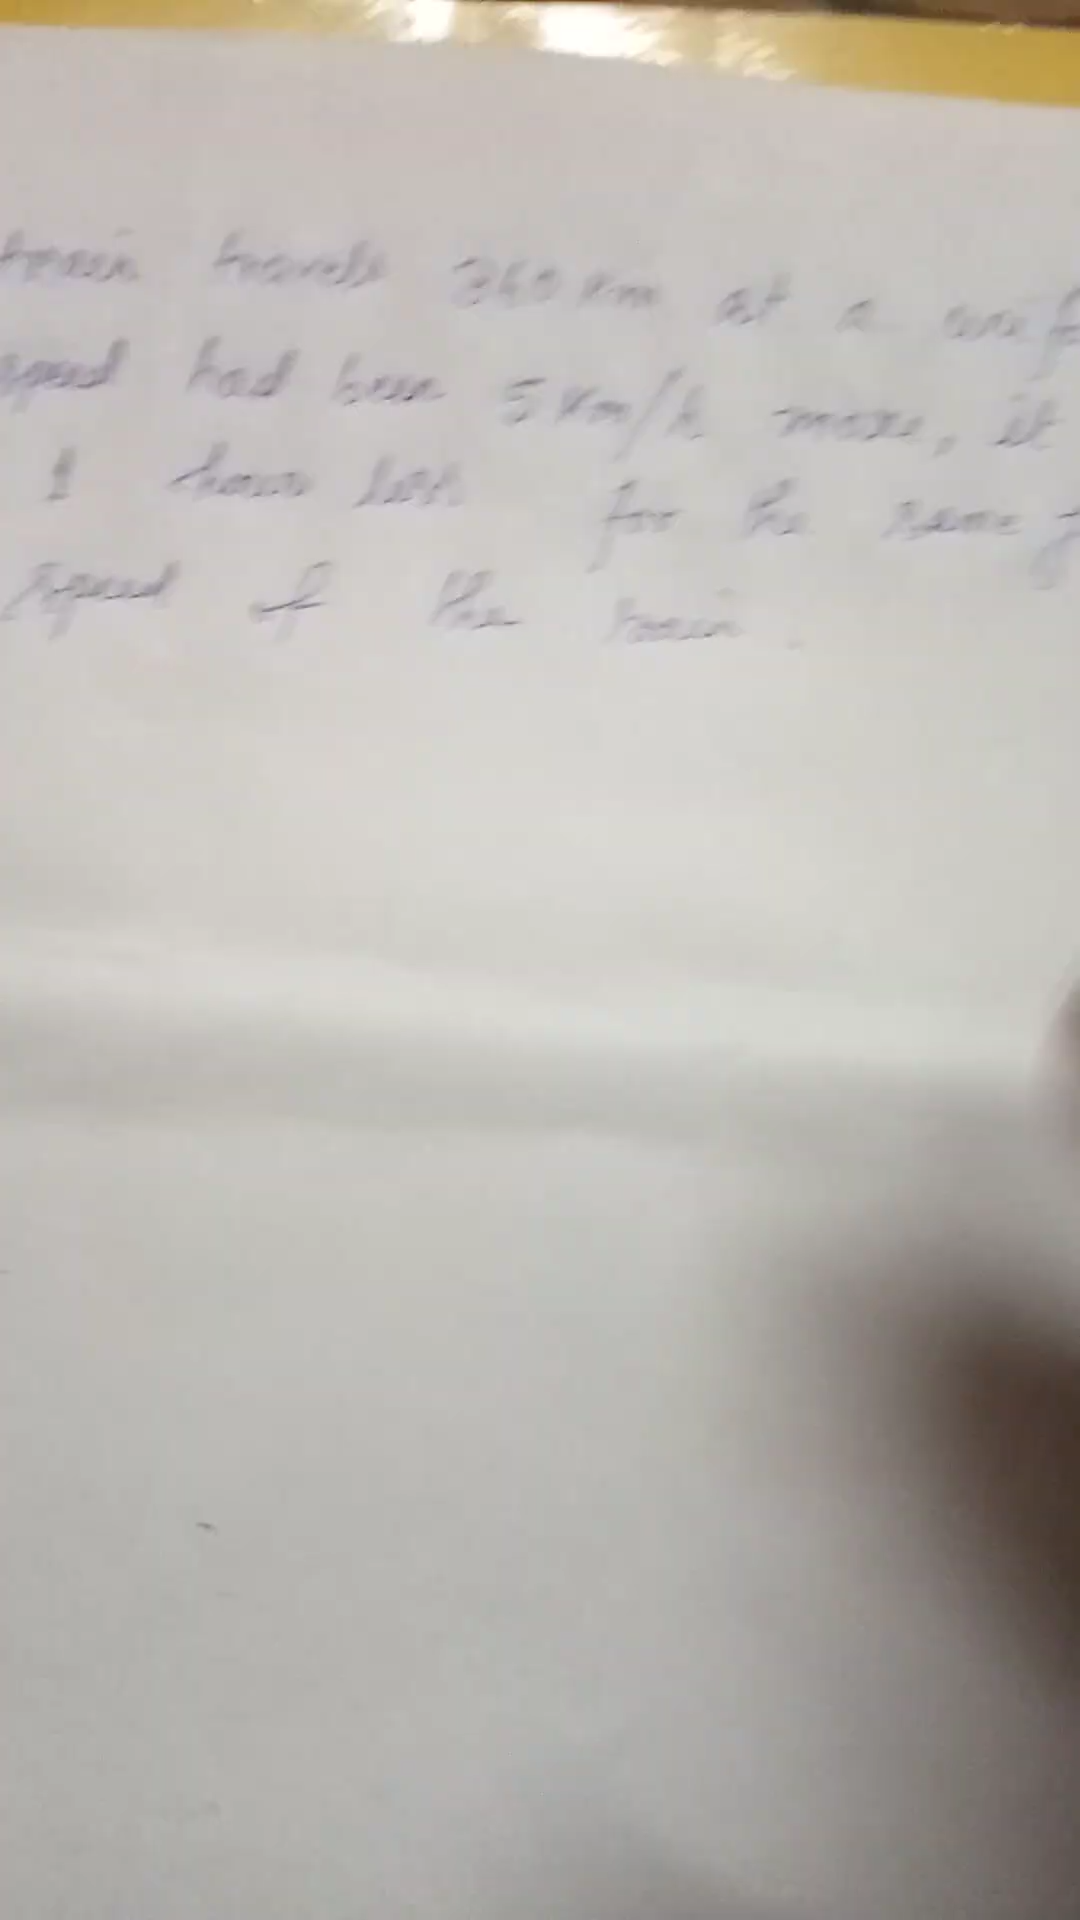 train travels 360 km at a unif
speed had been 5 km/h more, it
1 hour less for the same j
speed of the train.